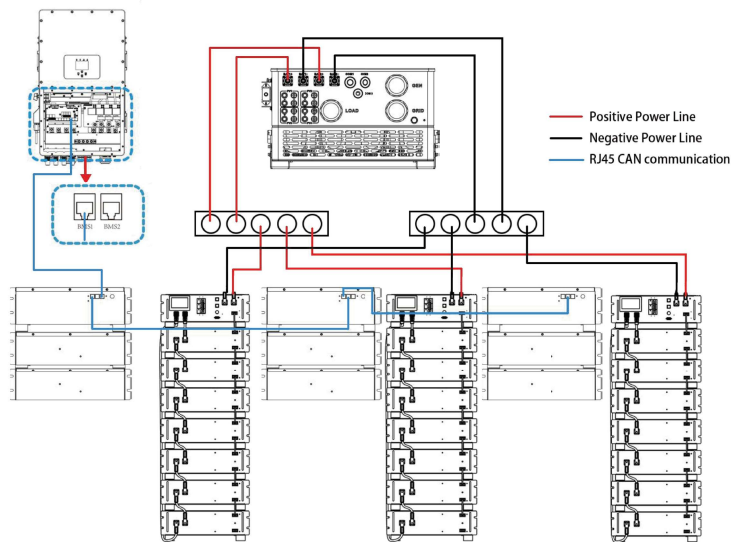 GEN
LOAD
GRID
Positive Power Line
Negative Power Line
RJ45 CAN communication
BMS1 BMS2